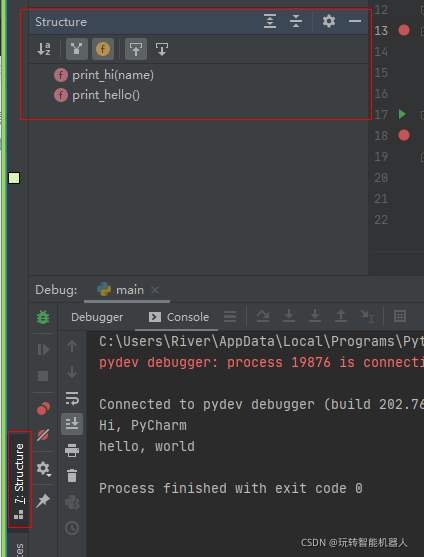 Structure
print_hi(name)
print_hello()
12
13
14
15
16
17
18
19
20
21
22
Debug:
main
Debugger
Console
C:\Users\River\AppData\Local\Programs\Pyt
pydev debugger: process 19876 is connecti
Connected to pydev debugger (build 202.76
Hi, PyCharm
hello, world
Process finished with exit code 0
7: Structure
CSDN @玩转智能机器人